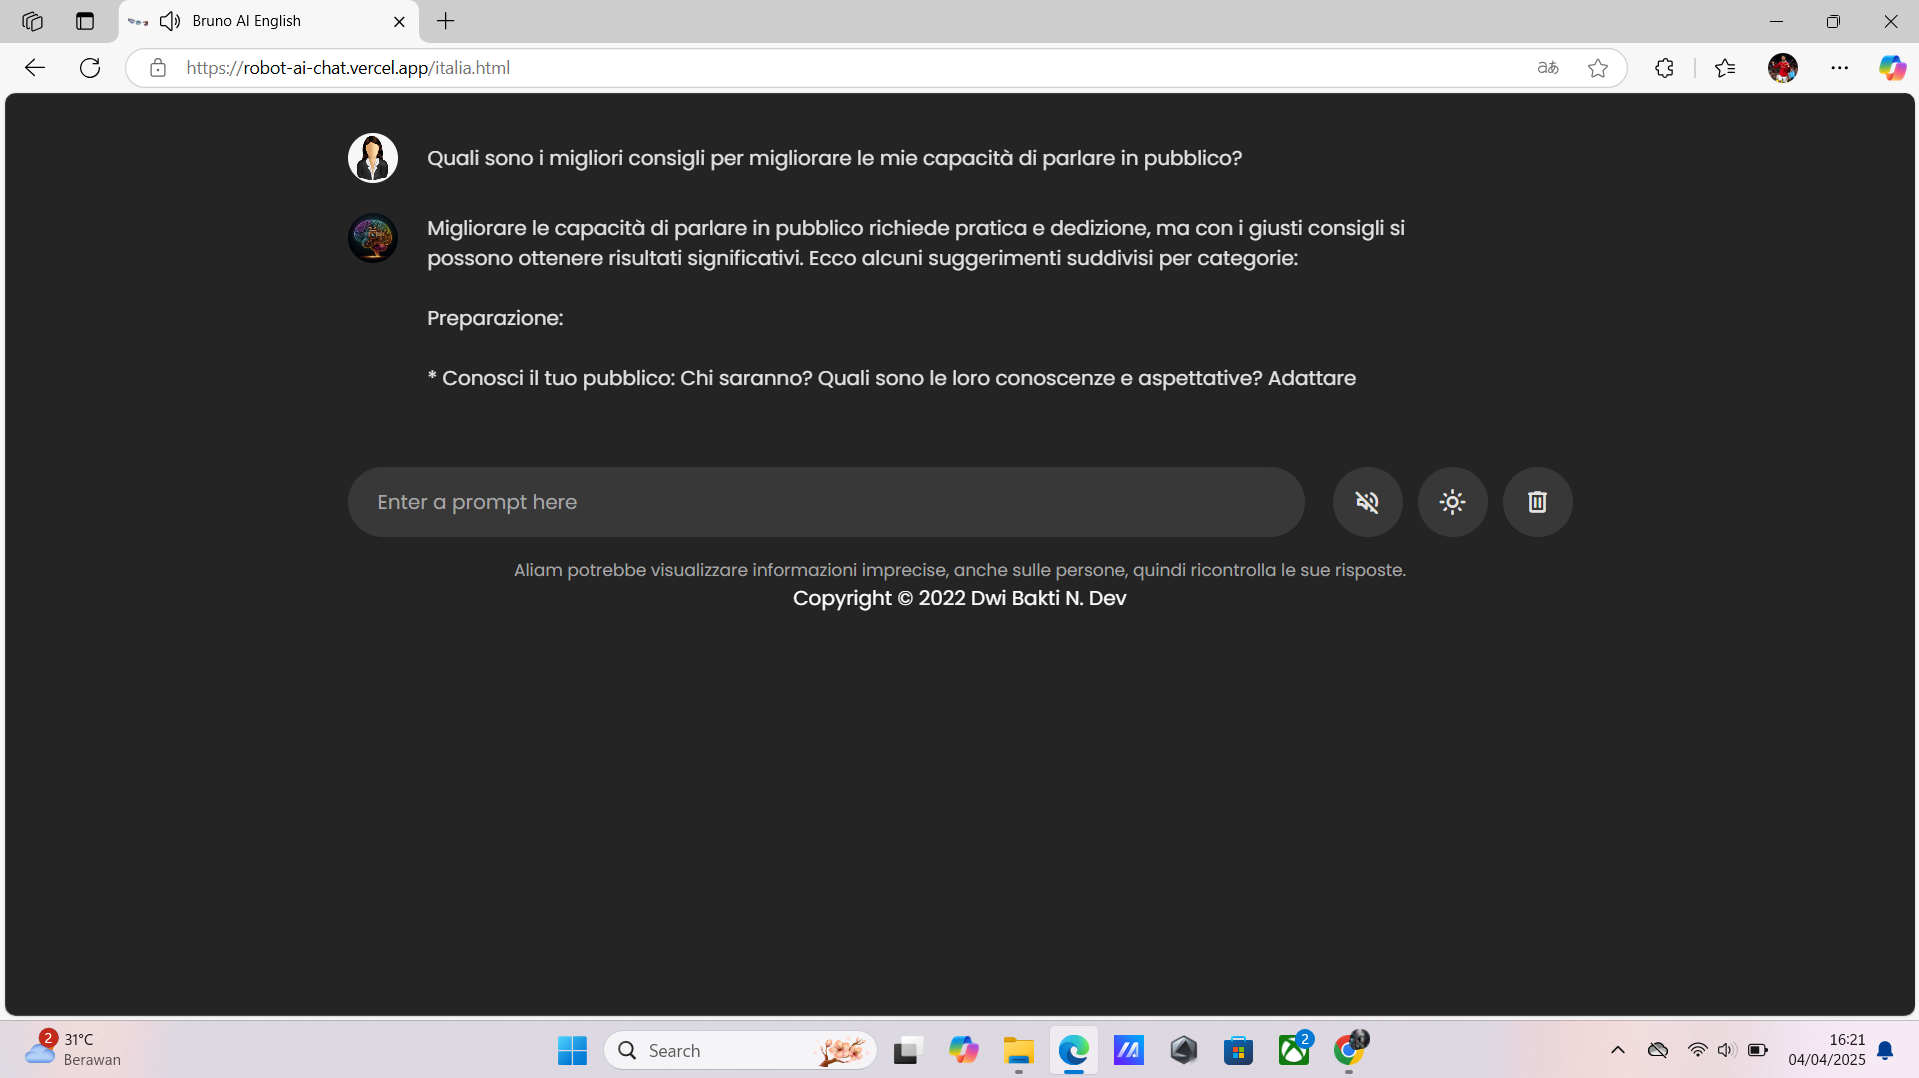 Bruno AI English
https://robot-ai-chat.vercel.app/italia.html
Quali sono i migliori consigli per migliorare le mie capacità di parlare in pubblico?
Migliorare le capacità di parlare in pubblico richiede pratica e dedizione, ma con i giusti consigli si
possono ottenere risultati significativi. Ecco alcuni suggerimenti suddivisi per categorie:
Preparazione:
* Conosci il tuo pubblico: Chi saranno? Quali sono le loro conoscenze e aspettative? Adattare
Enter a prompt here
Aliam potrebbe visualizzare informazioni imprecise, anche sulle persone, quindi ricontrolla le sue risposte.
Copyright © 2022 Dwi Bakti N. Dev
2
31°C
Berawan
Search
2
16:21
04/04/2025